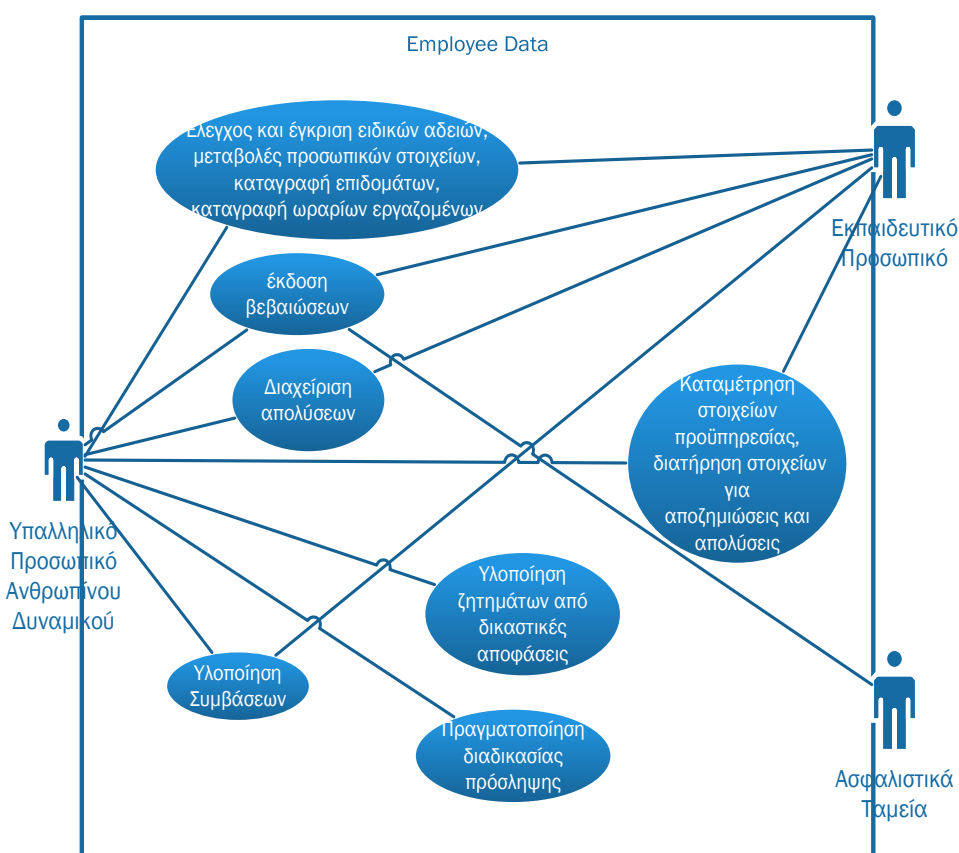 Employee Data
Έλεγχος και έγκριση ειδικών αδειών,
μεταβολές προσωπικών στοιχείων,
καταγραφή επιδομάτων,
καταγραφή ωραρίων εργαζομένων
Εκπαιδευτικό
Προσωπικό
έκδοση
βεβαιώσεων
Διαχείριση
απολύσεων
Καταμέτρηση
στοιχείων
προϋπηρεσίας,
διατήρηση στοιχείων
για
αποζημιώσεις και
απολύσεις
Υπαλληλικό
Προσωπικό
Ανθρωπίνου
Δυναμικού
Υλοποίηση
ζητημάτων από
δικαστικές
αποφάσεις
Υλοποίηση
Συμβάσεων
Πραγματοποίηση
διαδικασίας
πρόσληψης
Ασφαλιστικά
Ταμεία